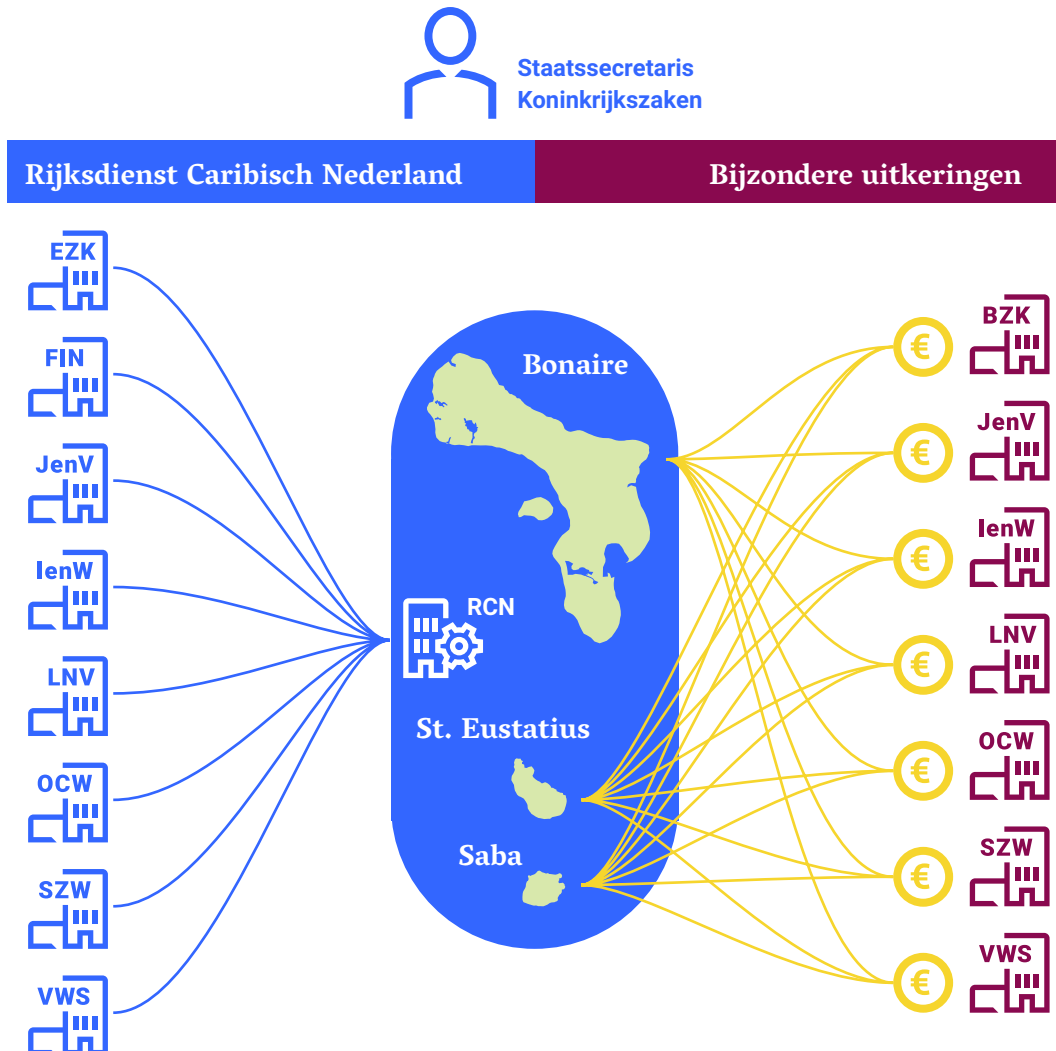 Staatssecretaris
Koninkrijkszaken
Rijksdienst Caribisch Nederland
Bijzondere uitkeringen
EZK
FIN
JenV
IenW
LNV
OCW
SZW
VWS
Bonaire
RCN
St. Eustatius
Saba
€
BZK
€
JenV
€
IenW
€
LNV
€
OCW
€
SZW
€
VWS